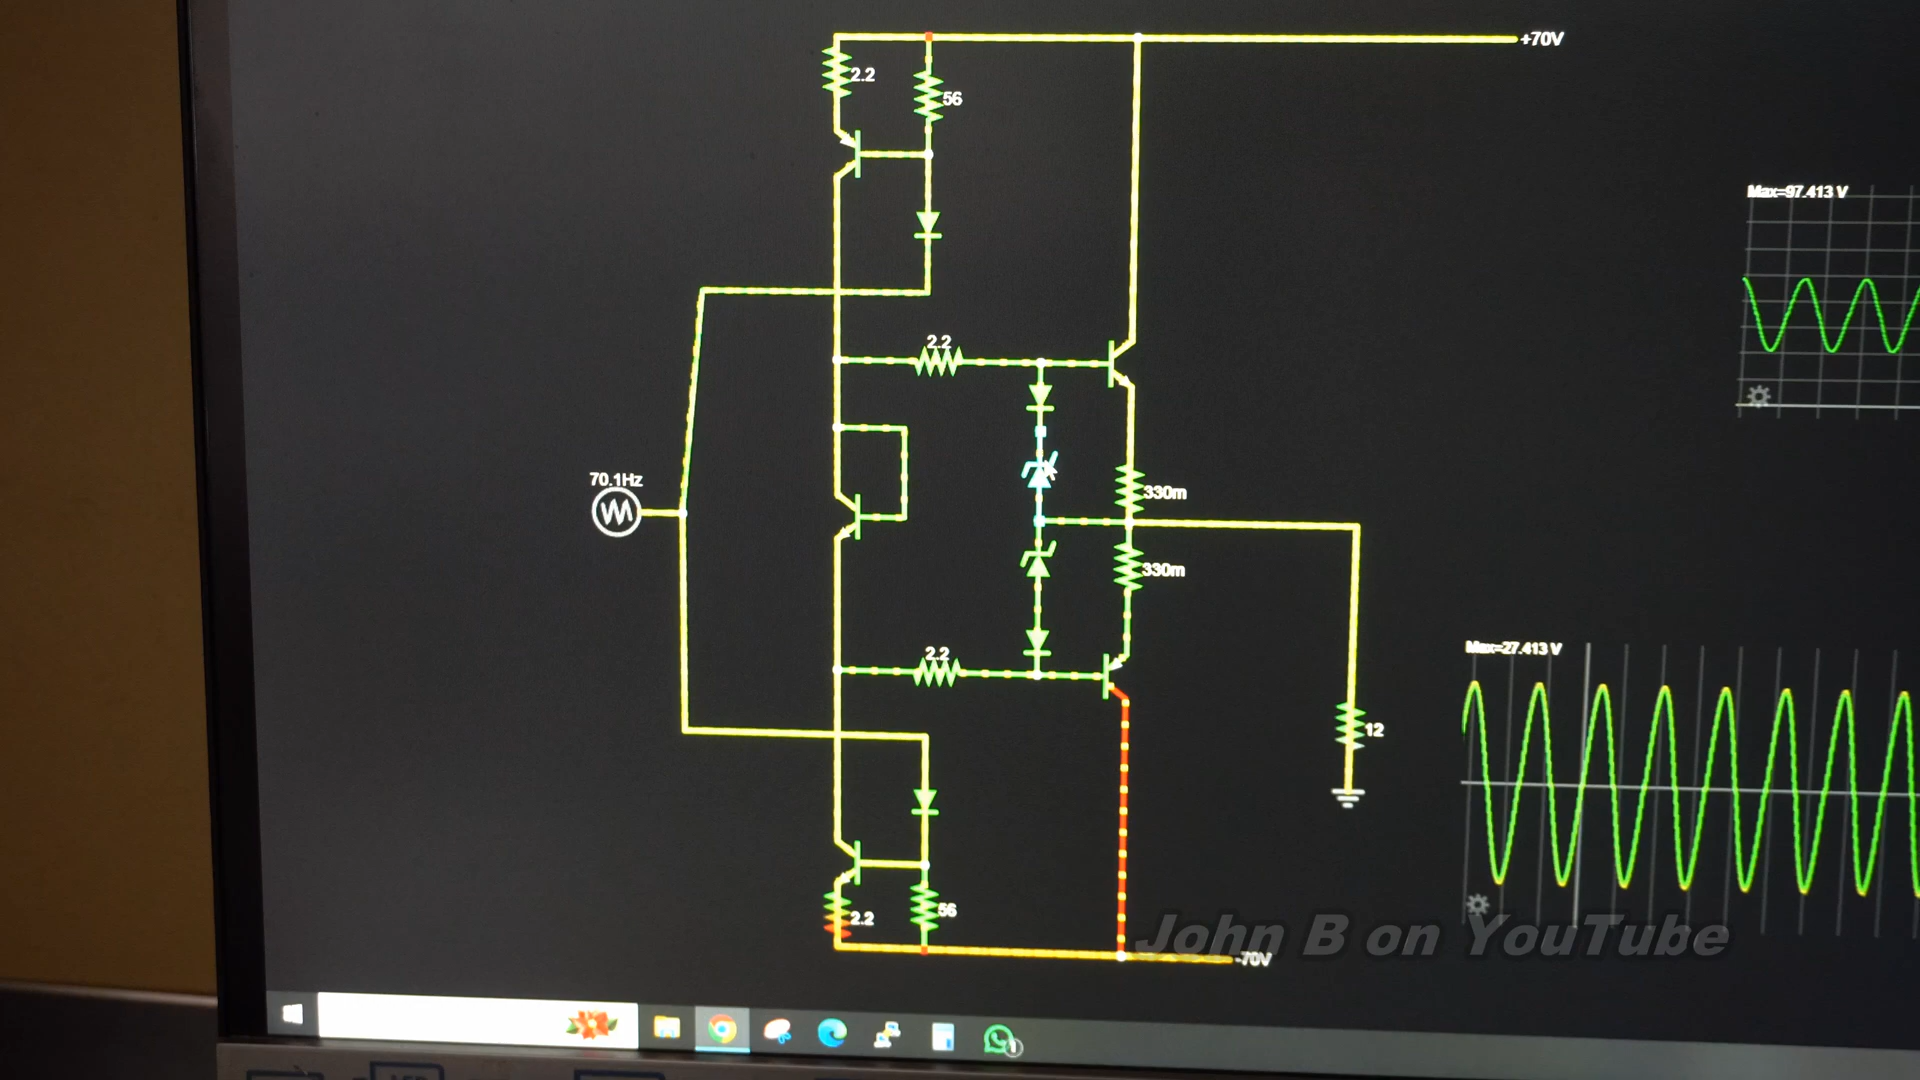 +70V
2.2
56
Max=97.413 V
2.2
70.1Hz
330m
330m
Max=27.413 V
2.2
12
2.2
56
John B on YouTube
-70V
1